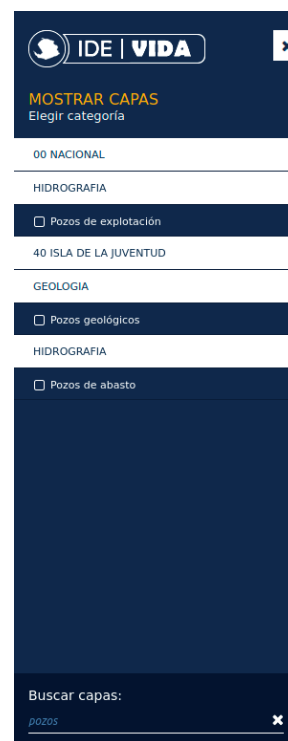 IDE | VIDA
MOSTRAR CAPAS
Elegir categoría
00 NACIONAL
HIDROGRAFIA
Pozos de explotación
40 ISLA DE LA JUVENTUD
GEOLOGIA
Pozos geológicos
HIDROGRAFIA
Pozos de abasto
Buscar capas:
pozos